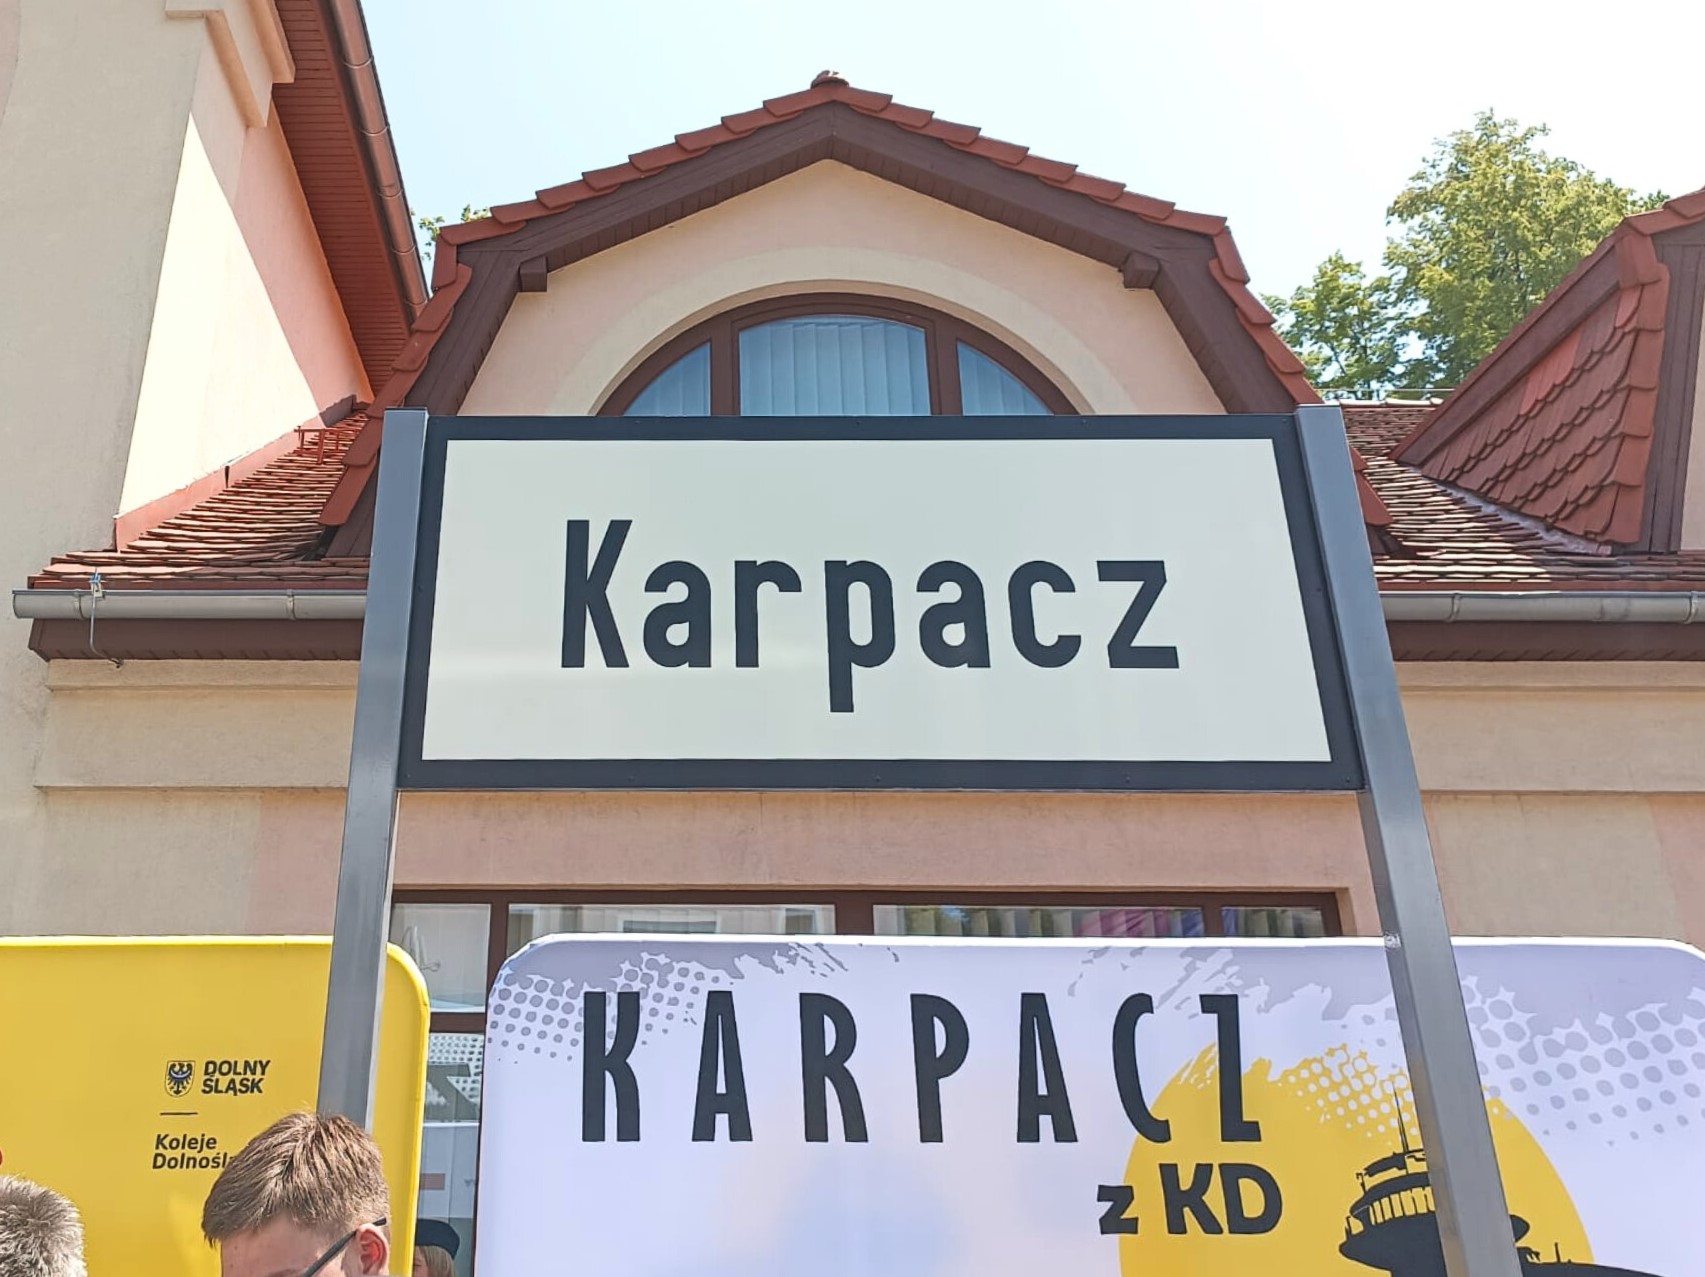 Karpacz
KARPACZ
z KD
DOLNY
ŚLĄSK
Koleje